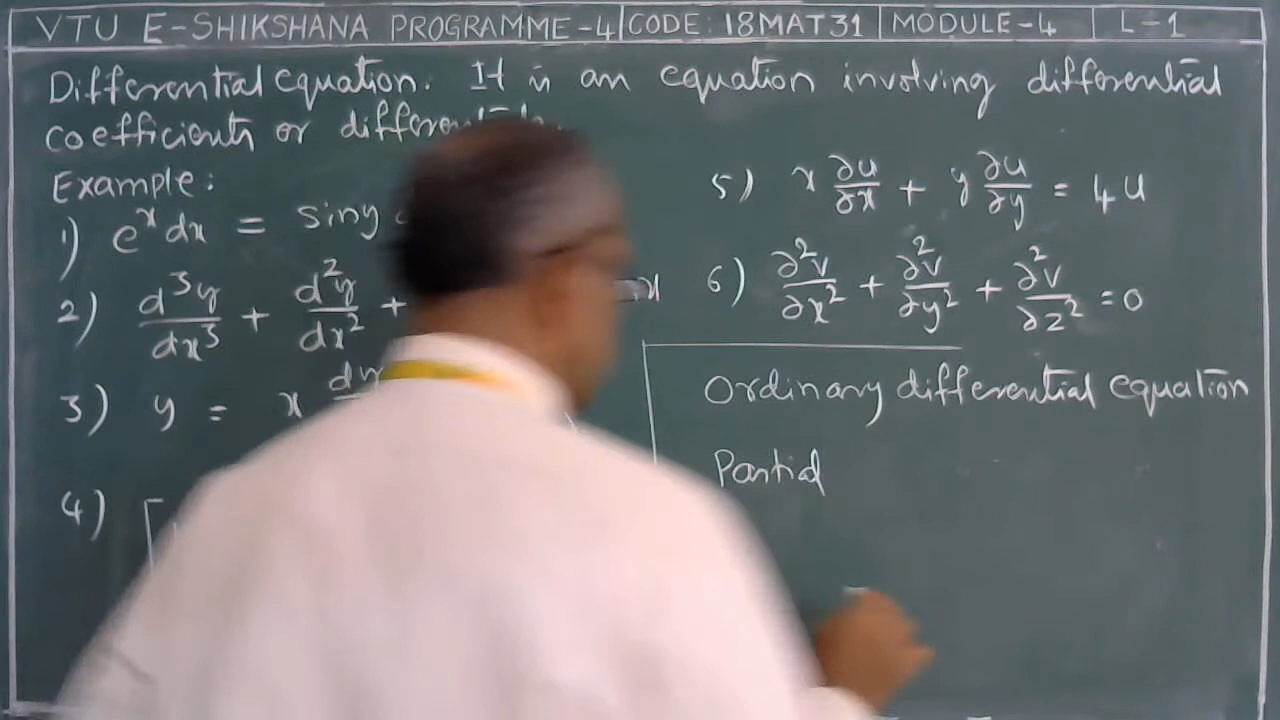 VTU E-SHIKSHANA PROGRAMME-4 CODE: 18MAT31 MODULE-4 L-1
Differential equation: It is an equation involving differential
coefficients or
Example:
1) eˣdx = siny
2) d³y/dx³ + d²y/dx² +
3) y = x
4)
5) x ∂u/∂x + y ∂u/∂y = 4u
6) ∂²v/∂x² + ∂²v/∂y² + ∂²v/∂z² = 0
Ordinary differential equation
Partial